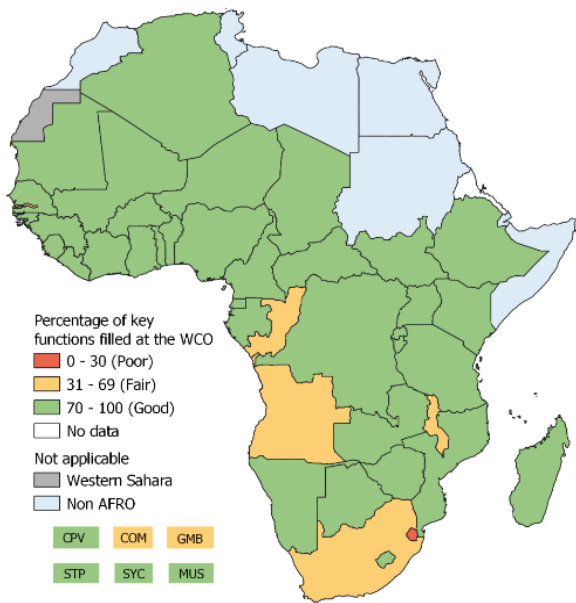 Percentage of key
functions filled at the WCO
0 - 30 (Poor)
31 - 69 (Fair)
70 - 100 (Good)
No data
Not applicable
Western Sahara
Non AFRO
CPV COM GMB
STP SYC MUS